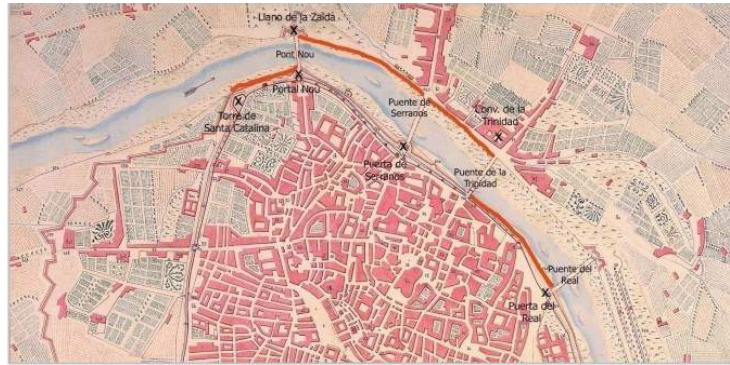 Llano de la Zaida
Pont Nou
Portal Nou
Torre de
Santa Catalina
Puente de
Serranos
Conv. de la
Trinidad
Puerta de
Serranos
Puente de la
Trinidad
Puente del
Real
Puerta del
Real